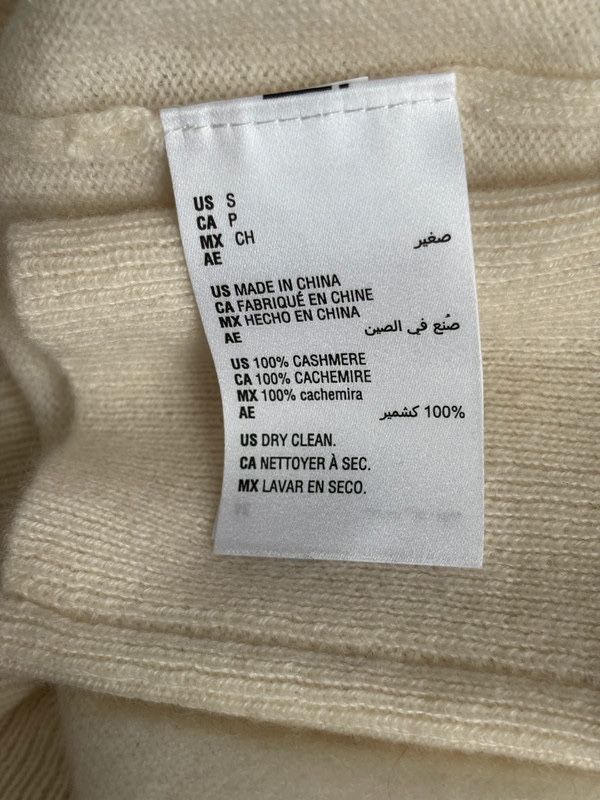 US S
CA P
MX CH
AE صغير
US MADE IN CHINA
CA FABRIQUÉ EN CHINE
MX HECHO EN CHINA
AE صُنع في الصين
US 100% CASHMERE
CA 100% CACHEMIRE
MX 100% cachemira
AE 100% كشمير
US DRY CLEAN.
CA NETTOYER À SEC.
MX LAVAR EN SECO.